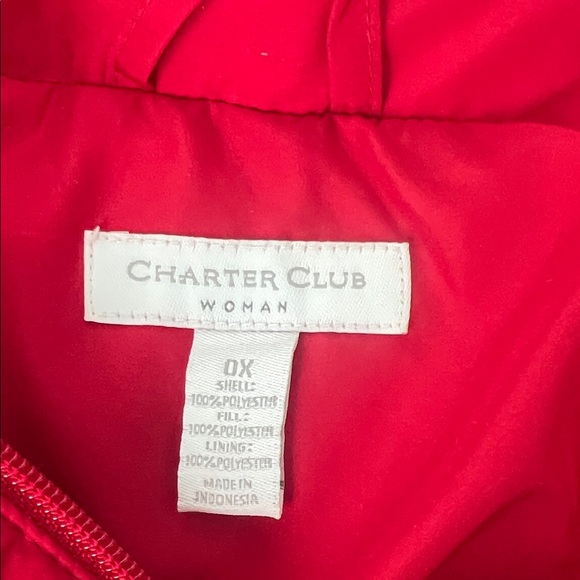 CHARTER CLUB
WOMAN
0X
SHELL:
100%POLYESTER
FILL:
100%POLYESTER
LINING:
100%POLYESTER
MADE IN
INDONESIA